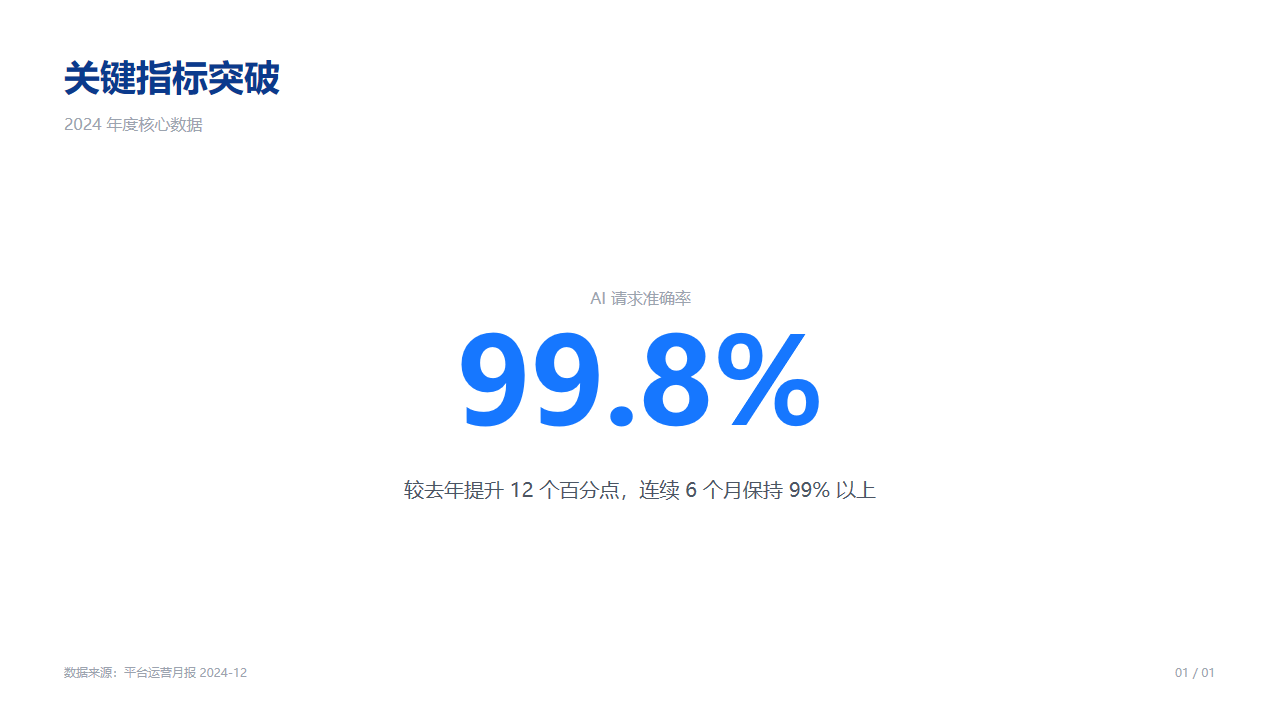 关键指标突破
2024 年度核心数据
AI 请求准确率
99.8%
较去年提升 12 个百分点，连续 6 个月保持 99% 以上
数据来源：平台运营月报 2024-12
01 / 01